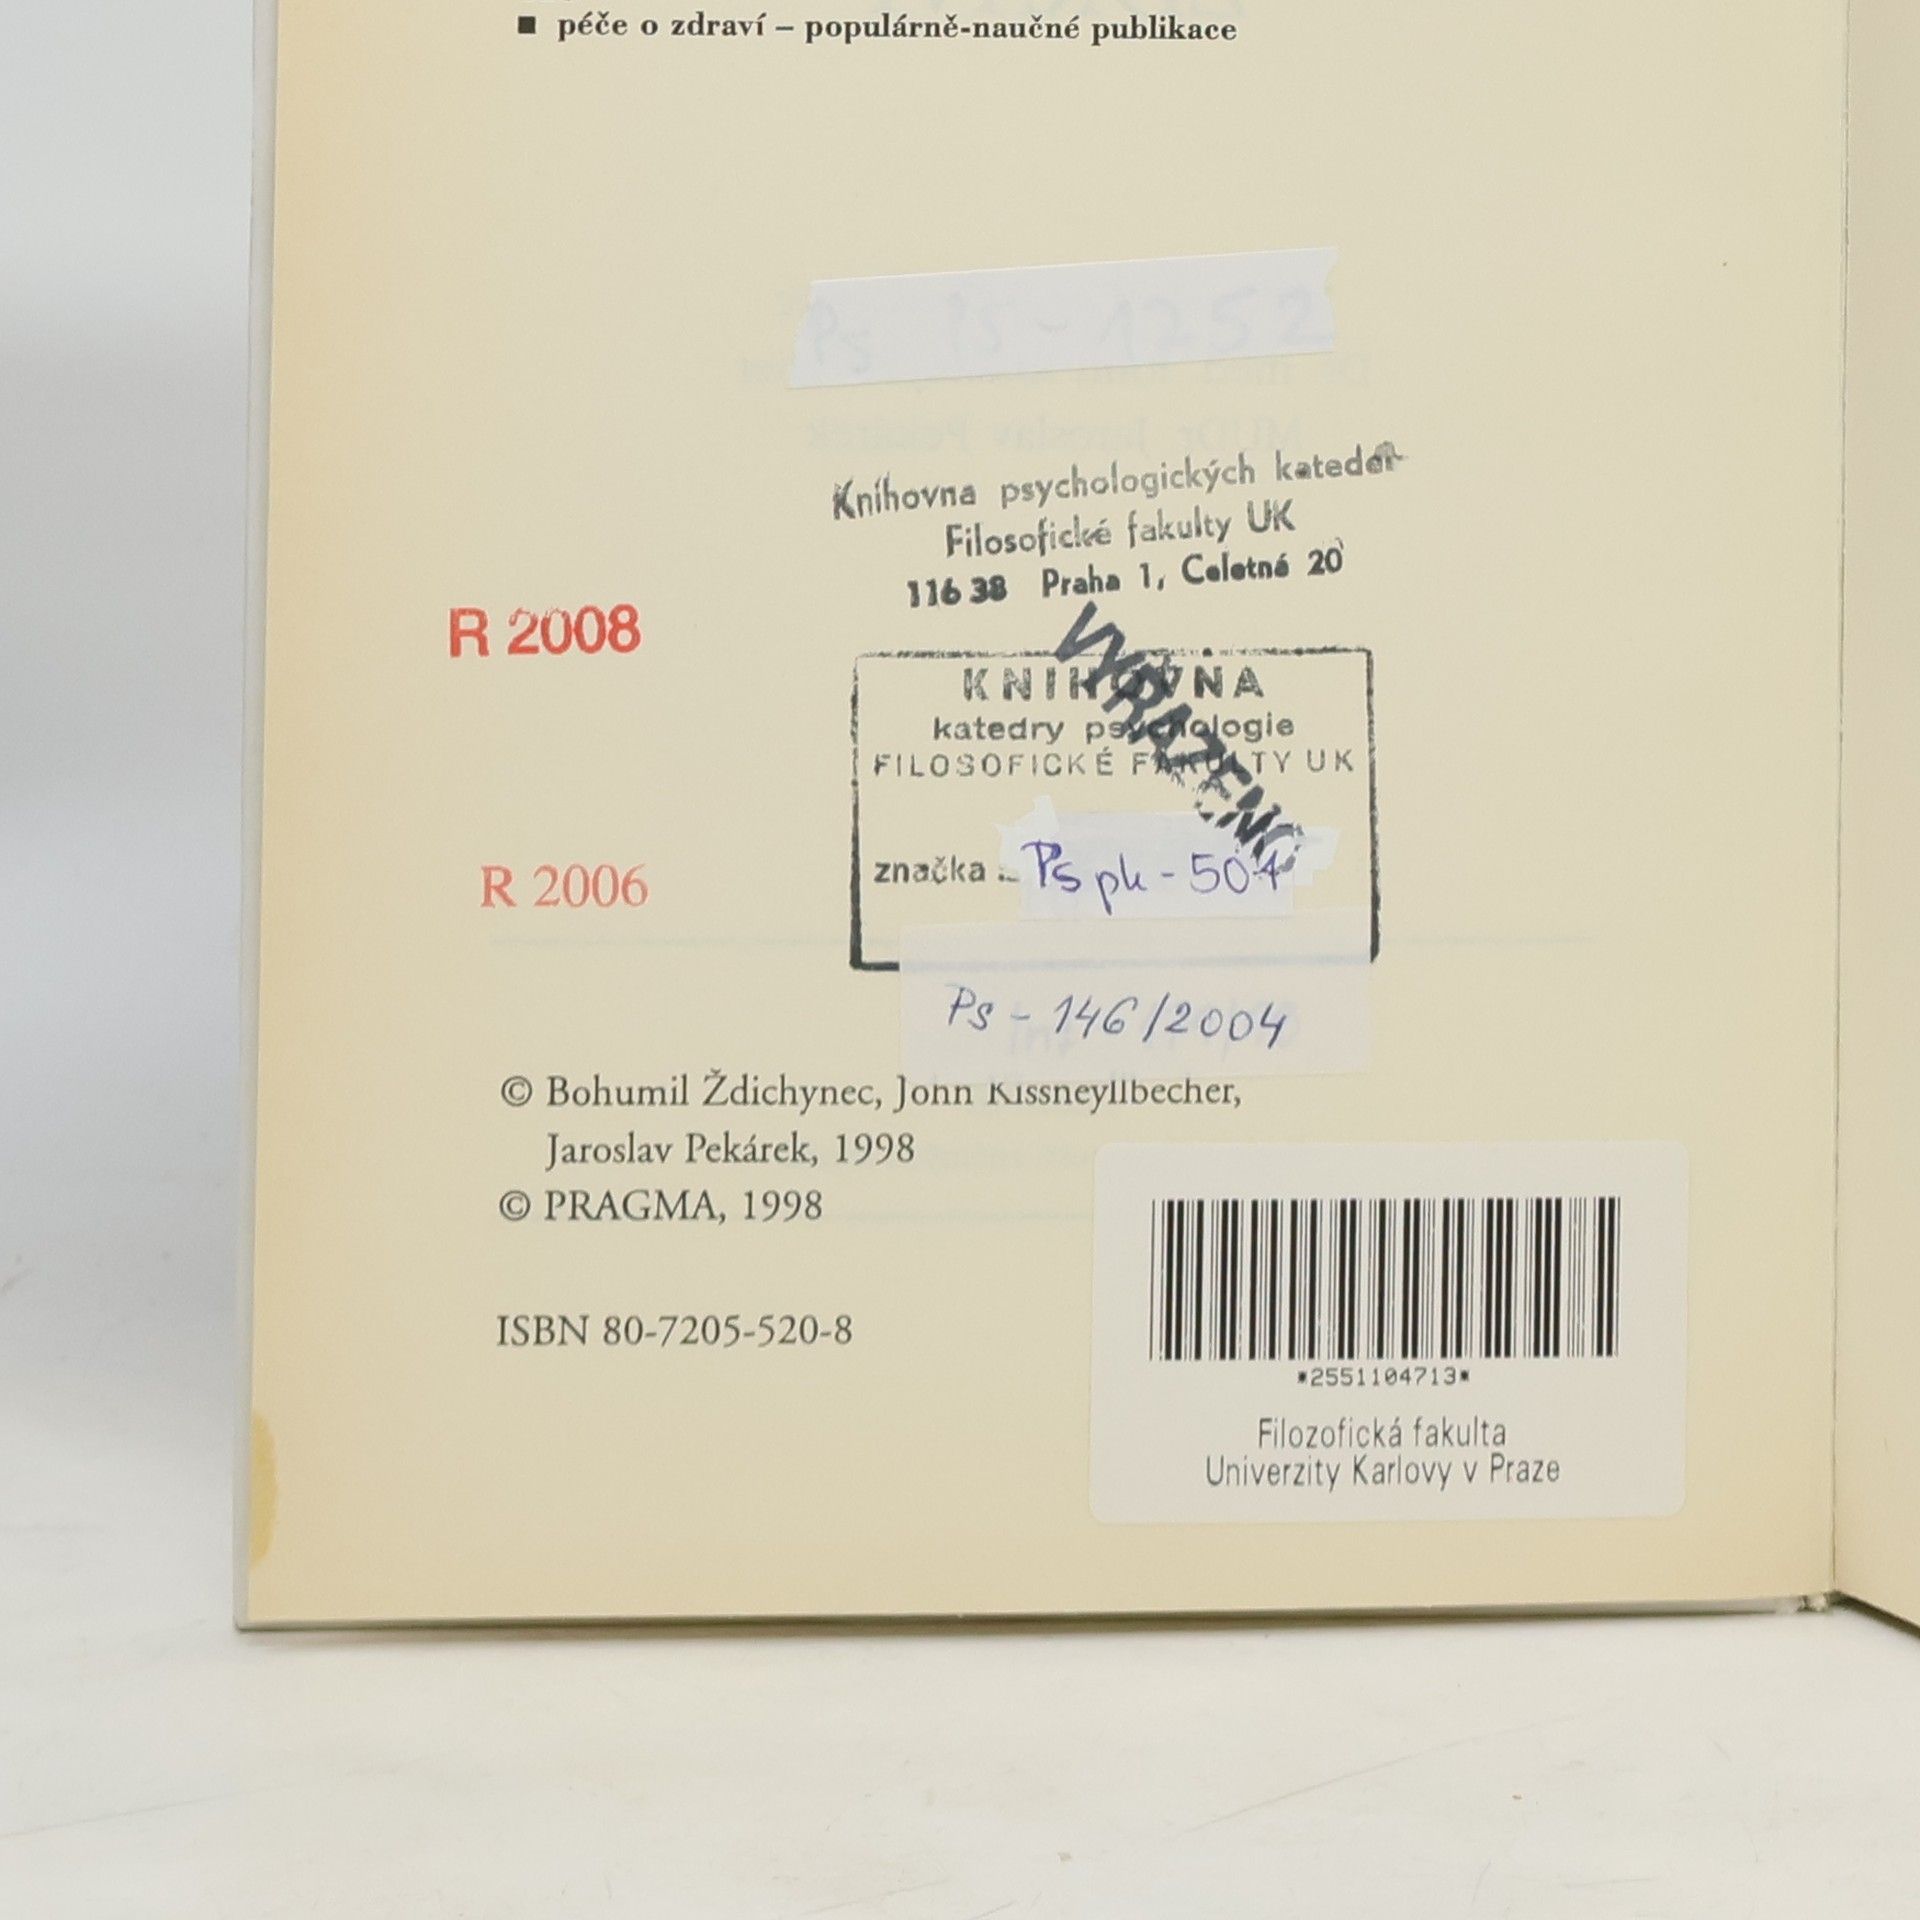 ■ péče o zdraví – populárně-naučné publikace
Ps Ps - 1252
Knihovna psychologických kateder
Filosofické fakulty UK
116 38 Praha 1, Celetná 20
R 2008
VYŘAZENO
KNIHOVNA
katedry psychologie
FILOSOFICKÉ FAKULTY UK
značka Ps pk - 507
R 2006
Ps - 146/2004
© Bohumil Ždichynec, John Kissneyllbecher,
Jaroslav Pekárek, 1998
© PRAGMA, 1998
ISBN 80-7205-520-8
*2551104713*
Filozofická fakulta
Univerzity Karlovy v Praze